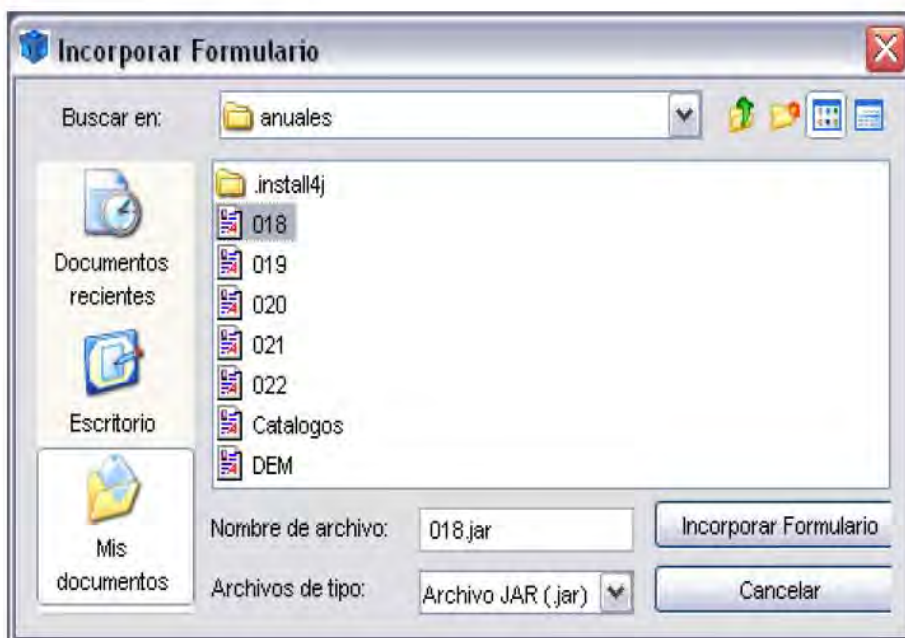 Incorporar Formulario
Buscar en:
anuales
.install4j
018
019
020
021
022
Catalogos
DEM
Documentos
recientes
Escritorio
Mis
documentos
Nombre de archivo:
018.jar
Incorporar Formulario
Archivos de tipo:
Archivo JAR (.jar)
Cancelar